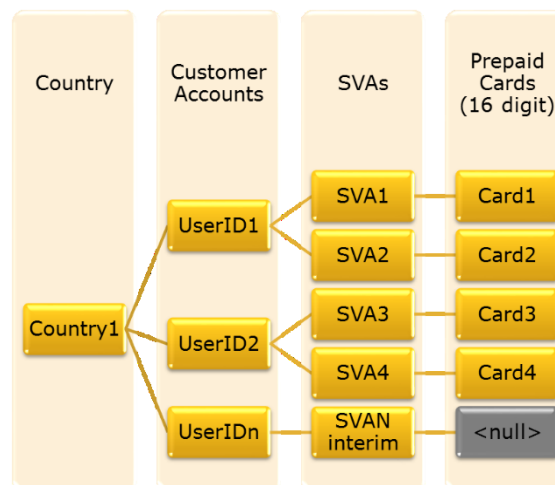 Country
Customer
Accounts
SVAs
Prepaid
Cards
(16 digit)
Country1
UserID1
UserID2
UserIDn
SVA1
SVA2
SVA3
SVA4
SVAN
interim
Card1
Card2
Card3
Card4
<null>